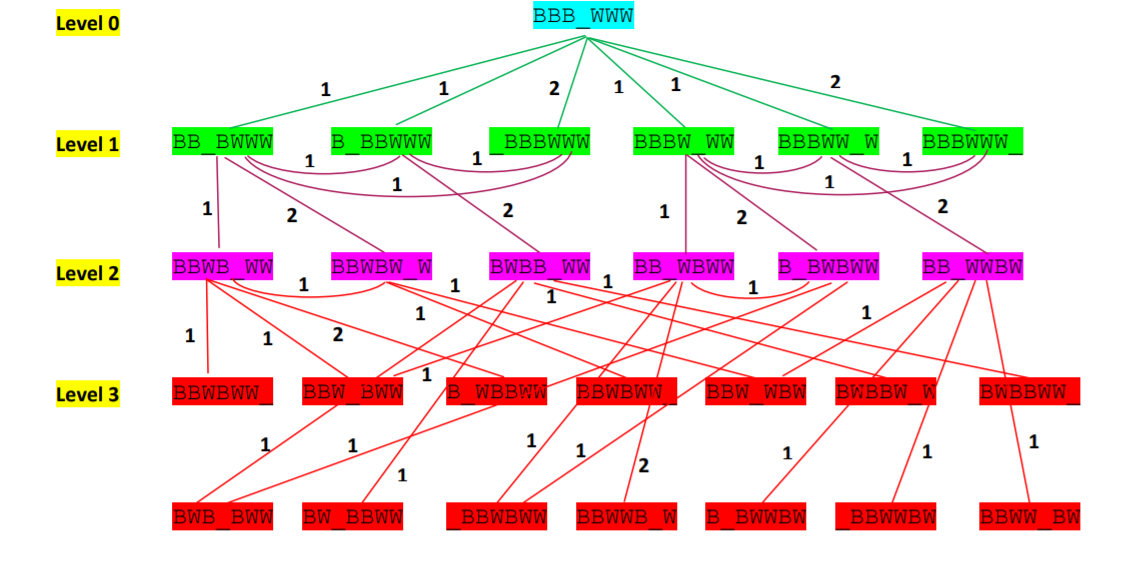 Level 0 BBB_WWW
1 1 2 1 1 2
Level 1 BB_BWWW B_BBWWW _BBBWWW BBBW_WW BBBWW_W BBBWWW_
1 1 1 1
1 1
1 2 2 1 2 2
Level 2 BBWB_WW BBWBW_W BWBB_WW BB_WBWW B_BWBWW BB_WWBW
1 1 1 1 1
1 1
1 1 2
1
Level 3 BBWBWW_ BBW_BWW B_WBBWW BBWBWW_ BBW_WBW BWBBW_W BWBBWW_
1 1 1 1 1 1 1
1 2
BWB_BWW BW_BBWW _BBWBWW BBWWB_W B_BWWBW _BBWWBW BBWW_BW